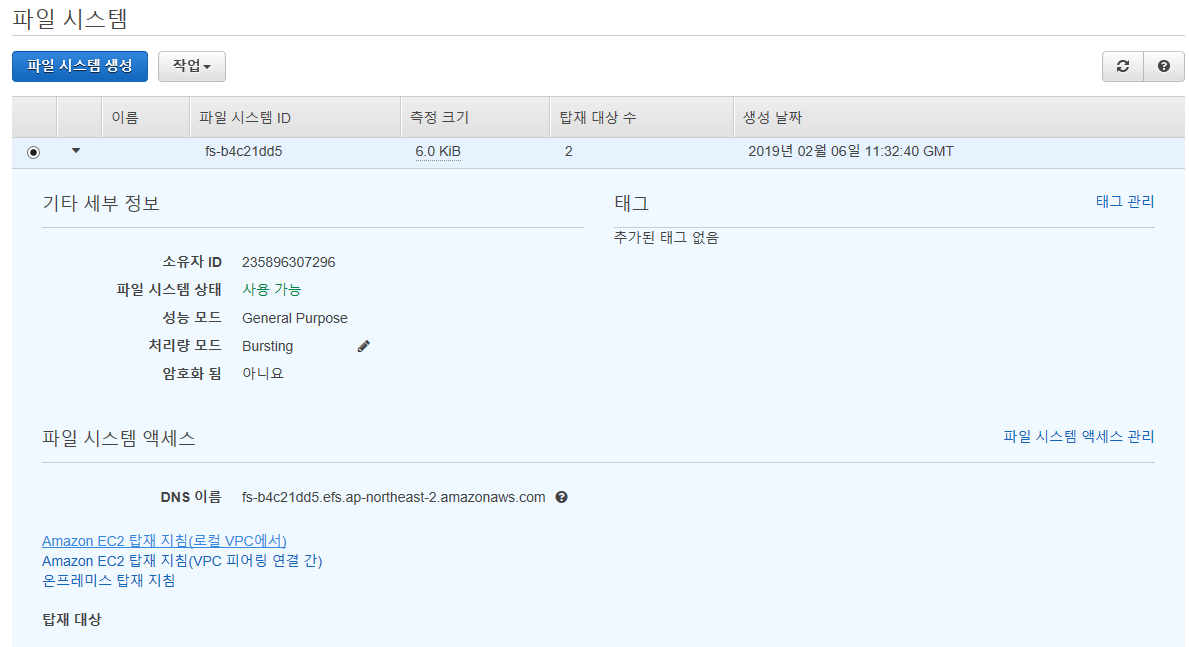 파일 시스템
파일 시스템 생성 작업
이름 파일 시스템 ID 측정 크기 탑재 대상 수 생성 날짜
fs-b4c21dd5 6.0 KiB 2 2019년 02월 06일 11:32:40 GMT
기타 세부 정보 태그 태그 관리
추가된 태그 없음
소유자 ID 235896307296
파일 시스템 상태 사용 가능
성능 모드 General Purpose
처리량 모드 Bursting
암호화 됨 아니요
파일 시스템 액세스 파일 시스템 액세스 관리
DNS 이름 fs-b4c21dd5.efs.ap-northeast-2.amazonaws.com
Amazon EC2 탑재 지침(로컬 VPC에서)
Amazon EC2 탑재 지침(VPC 피어링 연결 간)
온프레미스 탑재 지침
탑재 대상